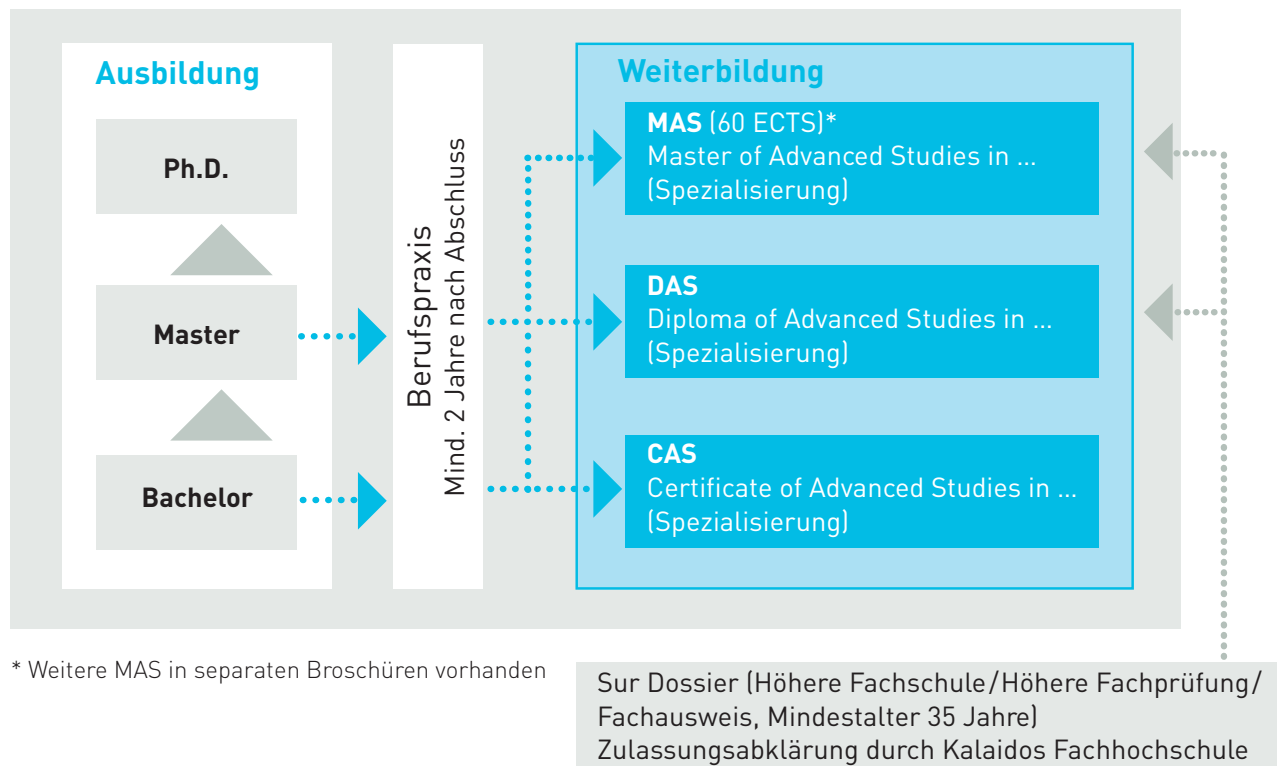 Ausbildung
Ph.D.
Master
Bachelor
Berufspraxis
Mind. 2 Jahre nach Abschluss
Weiterbildung
MAS (60 ECTS)*
Master of Advanced Studies in ...
(Spezialisierung)
DAS
Diploma of Advanced Studies in ...
(Spezialisierung)
CAS
Certificate of Advanced Studies in ...
(Spezialisierung)
* Weitere MAS in separaten Broschüren vorhanden
Sur Dossier (Höhere Fachschule/Höhere Fachprüfung/
Fachausweis, Mindestalter 35 Jahre)
Zulassungsabklärung durch Kalaidos Fachhochschule